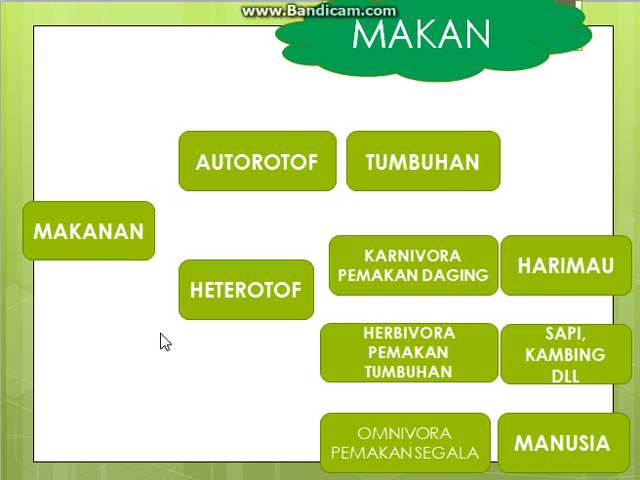 www.Bandicam.com
MAKAN
AUTOROTOF
TUMBUHAN
MAKANAN
KARNIVORA
PEMAKAN DAGING
HARIMAU
HETEROTOF
HERBIVORA
PEMAKAN
TUMBUHAN
SAPI,
KAMBING
DLL
OMNIVORA
PEMAKAN SEGALA
MANUSIA